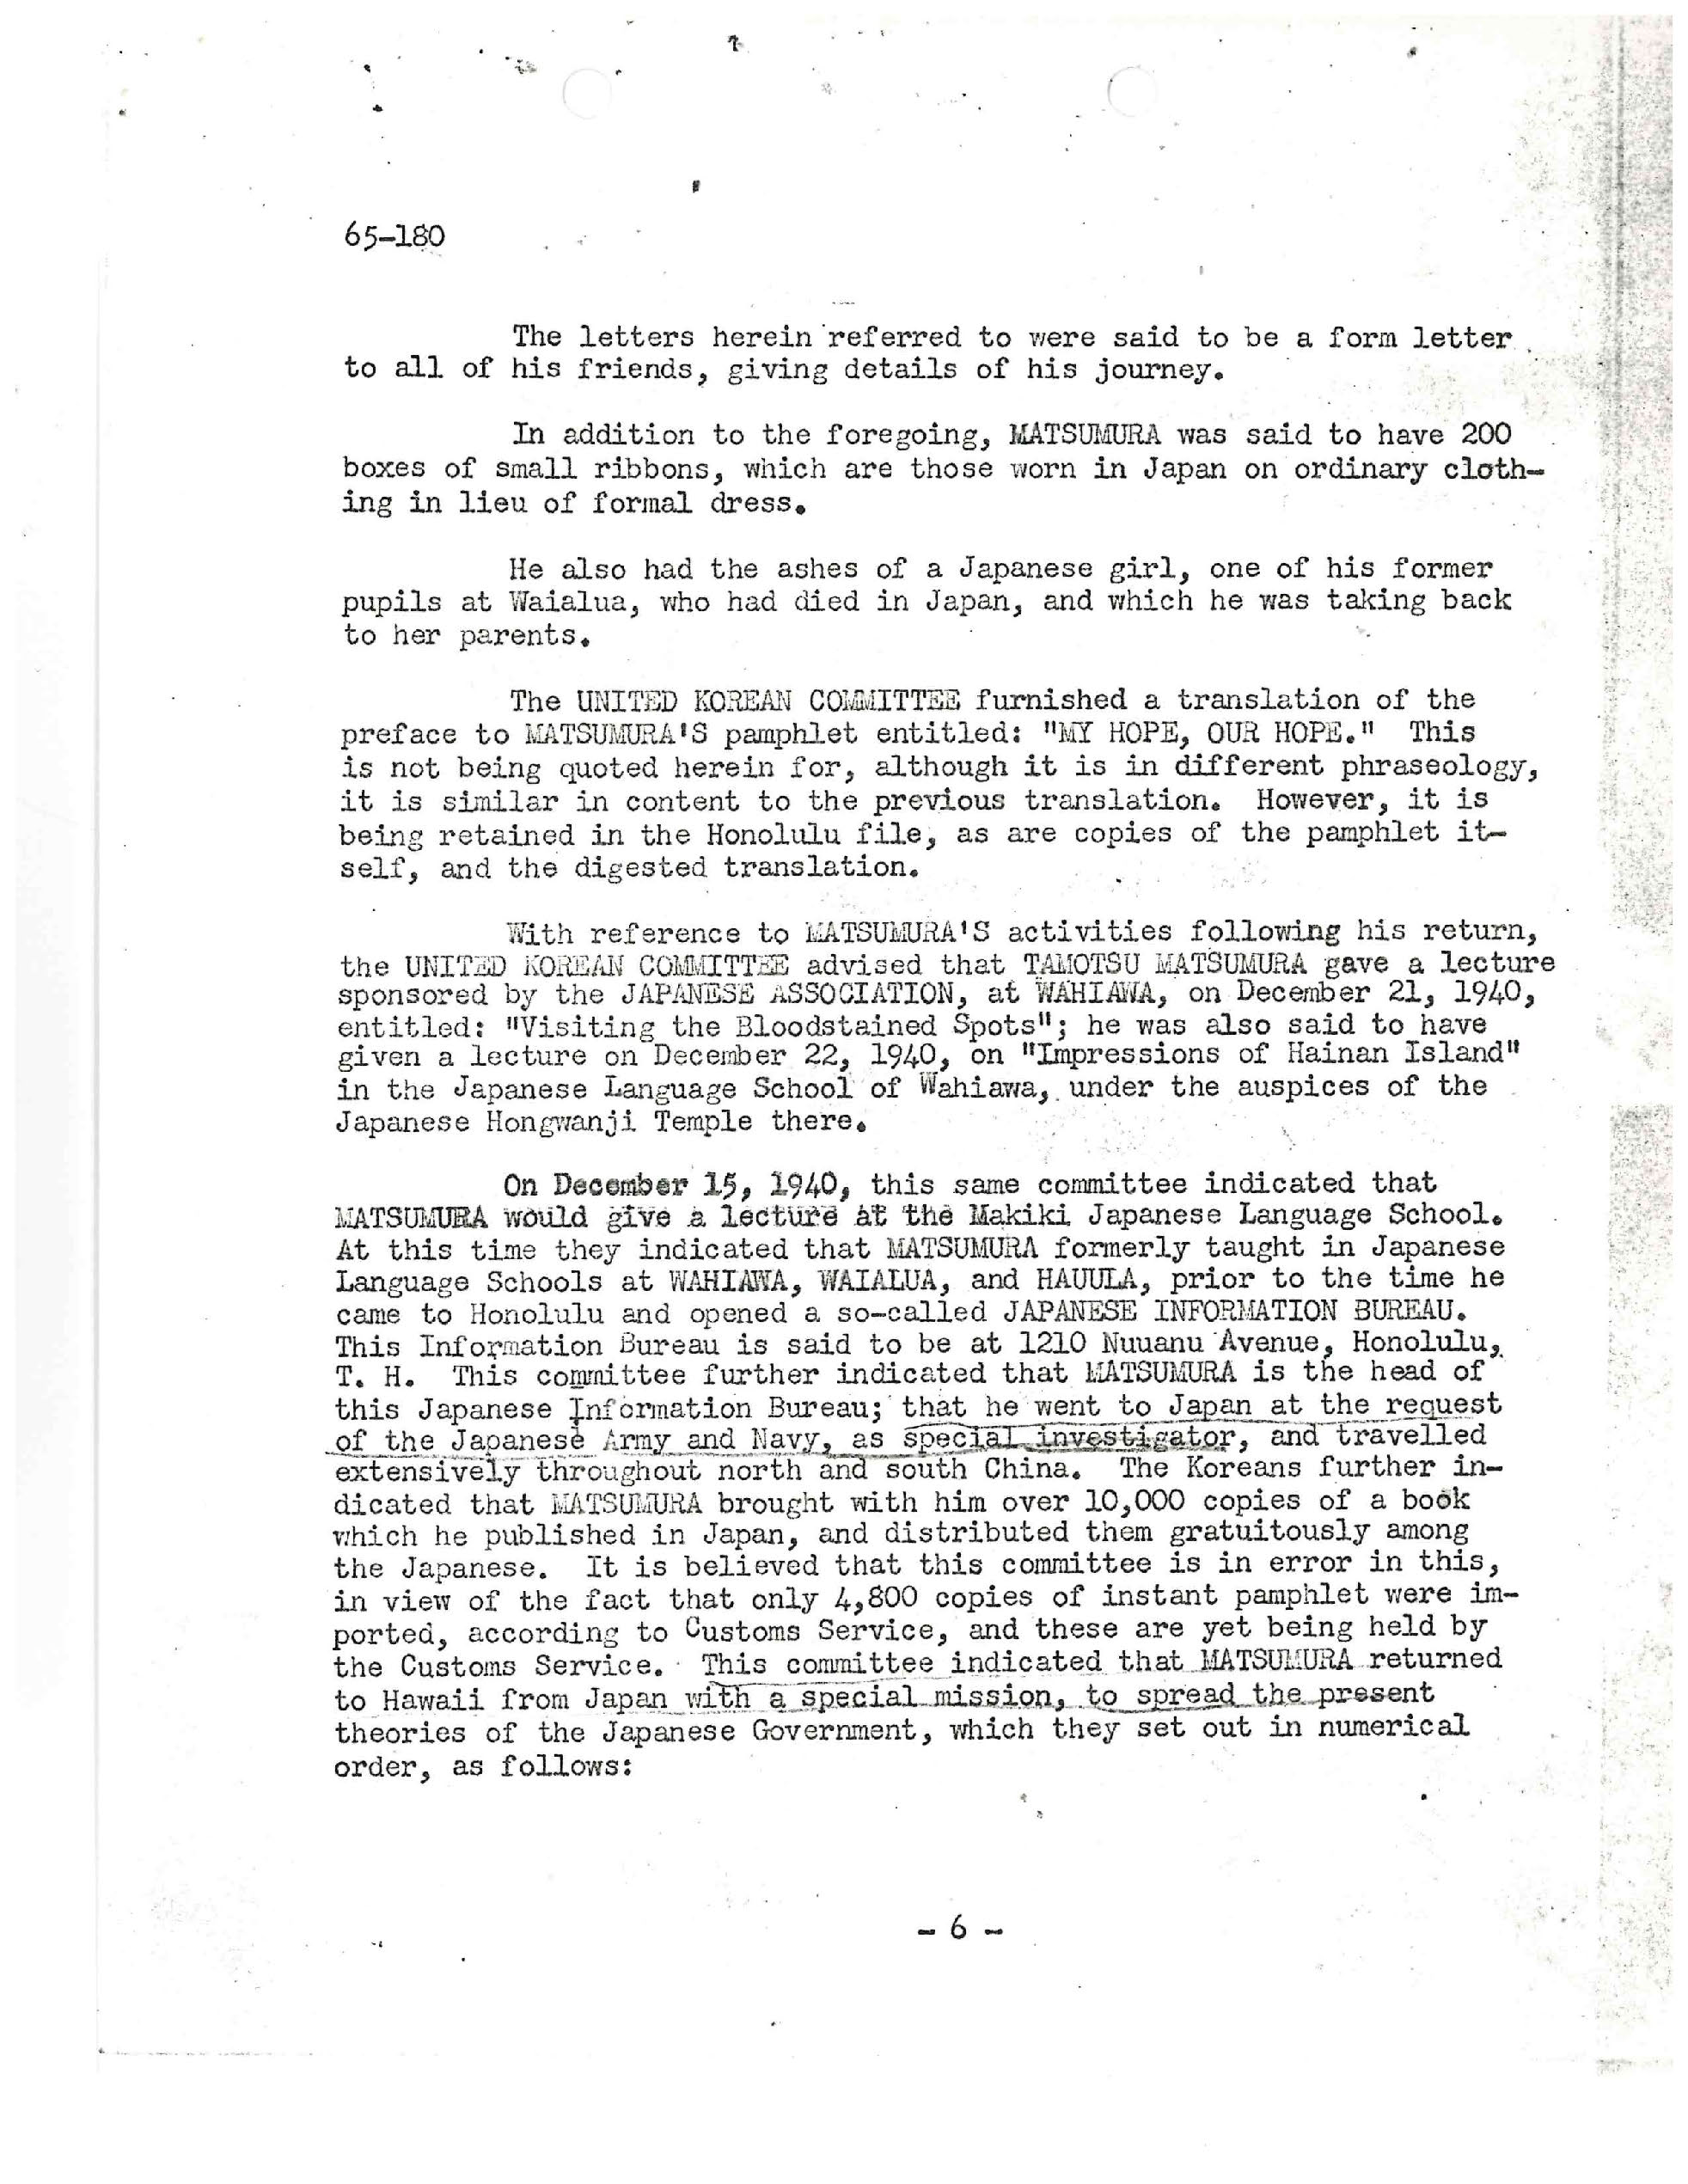 65-180
The letters herein referred to were said to be a form letter
to all of his friends, giving details of his journey.
In addition to the foregoing, MATSUMURA was said to have 200
boxes of small ribbons, which are those worn in Japan on ordinary cloth-
ing in lieu of formal dress.
He also had the ashes of a Japanese girl, one of his former
pupils at Waialua, who had died in Japan, and which he was taking back
to her parents.
The UNITED KOREAN COMMITTEE furnished a translation of the
preface to MATSUMURA'S pamphlet entitled: "MY HOPE, OUR HOPE." This
is not being quoted herein for, although it is in different phraseology,
it is similar in content to the previous translation. However, it is
being retained in the Honolulu file, as are copies of the pamphlet it-
self, and the digested translation.
With reference to MATSUMURA'S activities following his return,
the UNITED KOREAN COMMITTEE advised that TAMOTSU MATSUMURA gave a lecture
sponsored by the JAPANESE ASSOCIATION, at WAHIAWA, on December 21, 1940,
entitled: "Visiting the Bloodstained Spots"; he was also said to have
given a lecture on December 22, 1940, on "Impressions of Hainan Island"
in the Japanese Language School of Wahiawa, under the auspices of the
Japanese Hongwanji Temple there.
On December 15, 1940, this same committee indicated that
MATSUMURA would give a lecture at the Makiki Japanese Language School.
At this time they indicated that MATSUMURA formerly taught in Japanese
Language Schools at WAHIAWA, WAIALUA, and HAUULA, prior to the time he
came to Honolulu and opened a so-called JAPANESE INFORMATION BUREAU.
This Information Bureau is said to be at 1210 Nuuanu Avenue, Honolulu,
T. H. This committee further indicated that MATSUMURA is the head of
this Japanese Information Bureau; that he went to Japan at the request
of the Japanese Army and Navy, as special investigator, and travelled
extensively throughout north and south China. The Koreans further in-
dicated that MATSUMURA brought with him over 10,000 copies of a book
which he published in Japan, and distributed them gratuitously among
the Japanese. It is believed that this committee is in error in this,
in view of the fact that only 4,800 copies of instant pamphlet were im-
ported, according to Customs Service, and these are yet being held by
the Customs Service. This committee indicated that MATSUMURA returned
to Hawaii from Japan with a special mission, to spread the present
theories of the Japanese Government, which they set out in numerical
order, as follows:
- 6 -